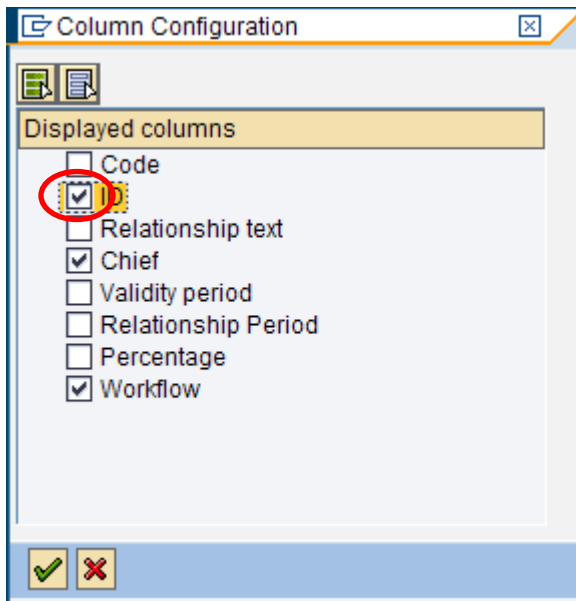 Column Configuration
Displayed columns
Code
ID
Relationship text
Chief
Validity period
Relationship Period
Percentage
Workflow